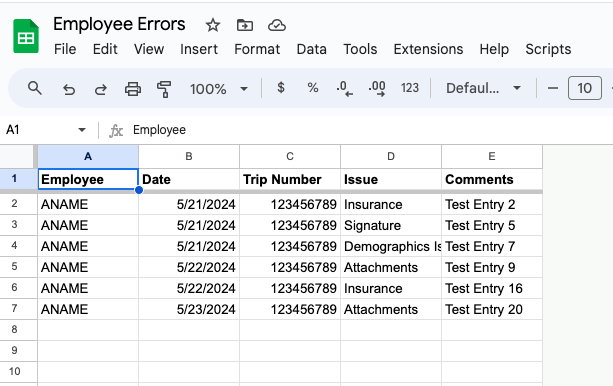 Employee Errors
File Edit View Insert Format Data Tools Extensions Help Scripts
100% $ % .0 .00 123 Defaul... 10
A1 fx Employee
A B C D E
1 Employee Date Trip Number Issue Comments
2 ANAME 5/21/2024 123456789 Insurance Test Entry 2
3 ANAME 5/21/2024 123456789 Signature Test Entry 5
4 ANAME 5/21/2024 123456789 Demographics Is Test Entry 7
5 ANAME 5/22/2024 123456789 Attachments Test Entry 9
6 ANAME 5/22/2024 123456789 Insurance Test Entry 16
7 ANAME 5/23/2024 123456789 Attachments Test Entry 20
8
9
10